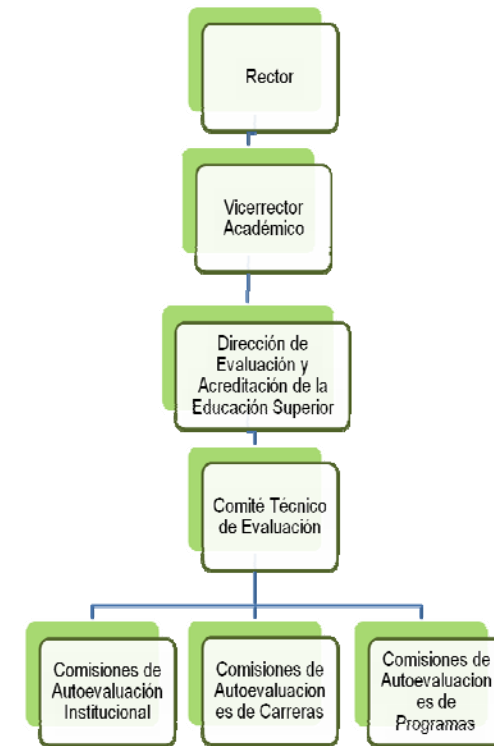 Rector
Vicerrector
Académico
Dirección de
Evaluación y
Acreditación de la
Educación Superior
Comité Técnico
de Evaluación
Comisiones de
Autoevaluación
Institucional
Comisiones de
Autoevaluacion
es de Carreras
Comisiones de
Autoevaluacion
es de
Programas